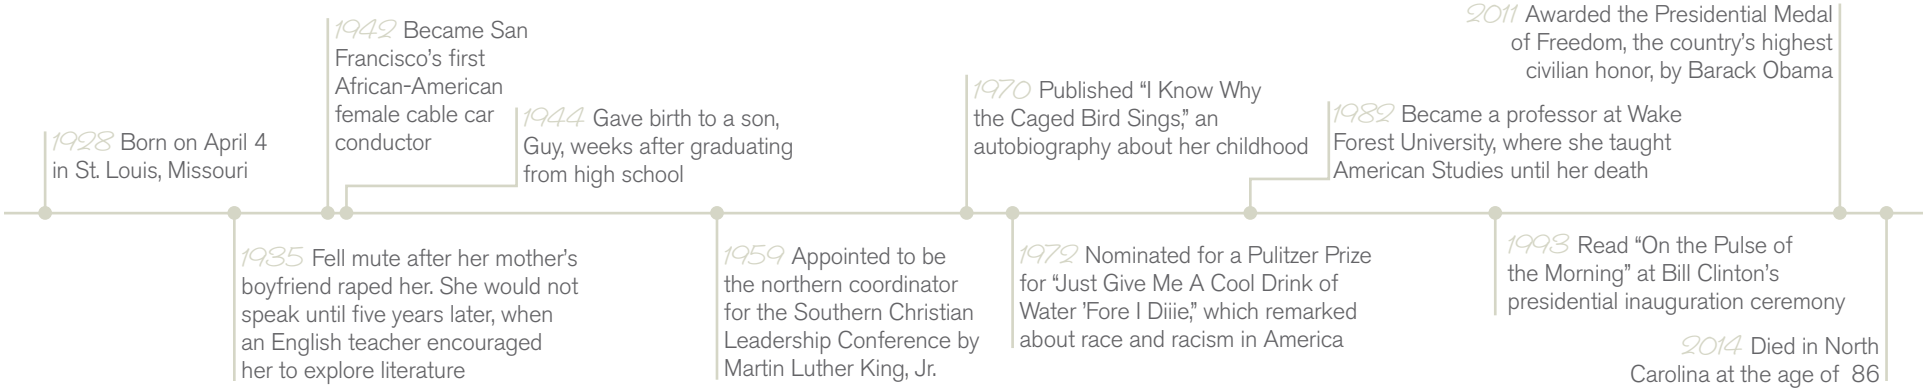 1928 Born on April 4
in St. Louis, Missouri
1935 Fell mute after her mother's
boyfriend raped her. She would not
speak until five years later, when
an English teacher encouraged
her to explore literature
1942 Became San
Francisco's first
African-American
female cable car
conductor
1944 Gave birth to a son,
Guy, weeks after graduating
from high school
1959 Appointed to be
the northern coordinator
for the Southern Christian
Leadership Conference by
Martin Luther King, Jr.
1970 Published “I Know Why
the Caged Bird Sings,” an
autobiography about her childhood
1972 Nominated for a Pulitzer Prize
for “Just Give Me A Cool Drink of
Water 'Fore I Diiie,” which remarked
about race and racism in America
1982 Became a professor at Wake
Forest University, where she taught
American Studies until her death
1993 Read “On the Pulse of
the Morning” at Bill Clinton's
presidential inauguration ceremony
2011 Awarded the Presidential Medal
of Freedom, the country's highest
civilian honor, by Barack Obama
2014 Died in North
Carolina at the age of 86